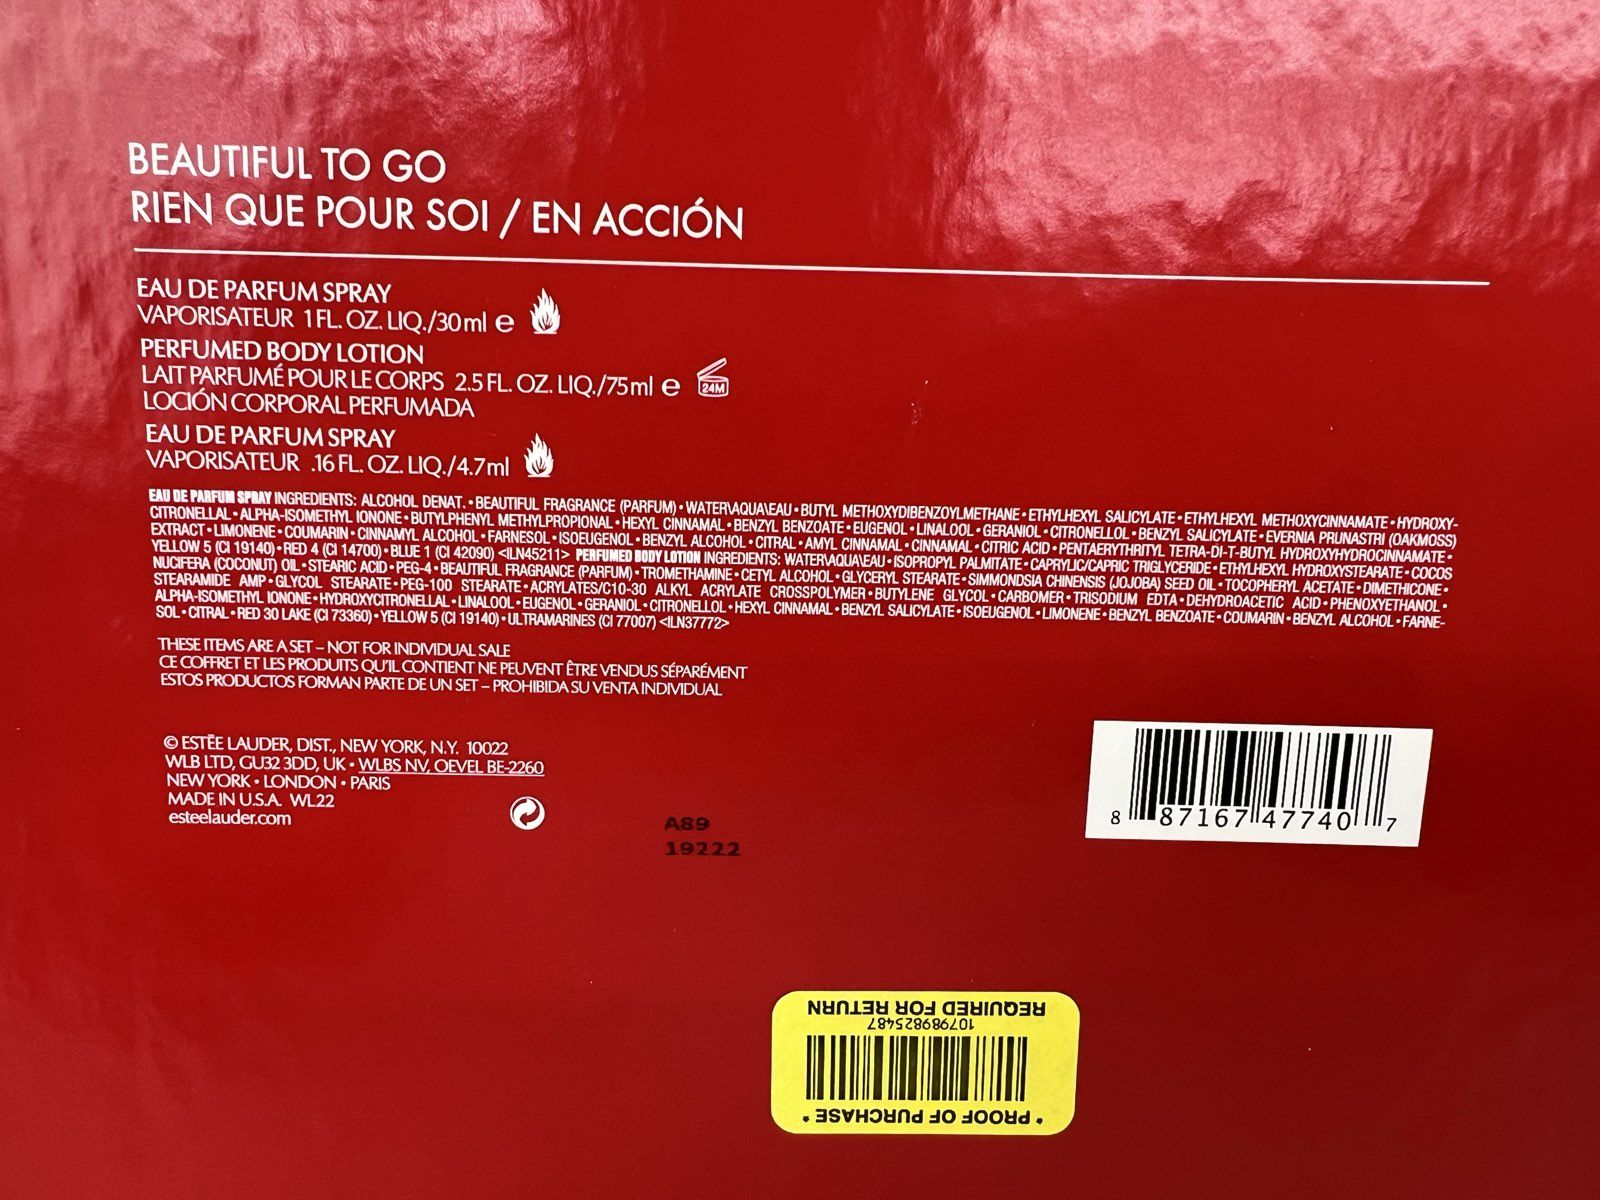 BEAUTIFUL TO GO
RIEN QUE POUR SOI / EN ACCIÓN
EAU DE PARFUM SPRAY
VAPORISATEUR 1 FL. OZ. LIQ./30 ml e
PERFUMED BODY LOTION
LAIT PARFUMÉ POUR LE CORPS 2.5 FL. OZ. LIQ./75 ml e 24M
LOCIÓN CORPORAL PERFUMADA
EAU DE PARFUM SPRAY
VAPORISATEUR .16 FL. OZ. LIQ./4.7 ml
EAU DE PARFUM SPRAY INGREDIENTS: ALCOHOL DENAT. • BEAUTIFUL FRAGRANCE (PARFUM) • WATER\AQUA\EAU • BUTYL METHOXYDIBENZOYLMETHANE • ETHYLHEXYL SALICYLATE • ETHYLHEXYL METHOXYCINNAMATE • HYDROXY-
CITRONELLAL • ALPHA-ISOMETHYL IONONE • BUTYLPHENYL METHYLPROPIONAL • HEXYL CINNAMAL • BENZYL BENZOATE • EUGENOL • LINALOOL • GERANIOL • CITRONELLOL • BENZYL SALICYLATE • EVERNIA PRUNASTRI (OAKMOSS)
EXTRACT • LIMONENE • COUMARIN • CINNAMYL ALCOHOL • FARNESOL • ISOEUGENOL • BENZYL ALCOHOL • CITRAL • AMYL CINNAMAL • CINNAMAL • CITRIC ACID • PENTAERYTHRITYL TETRA-DI-T-BUTYL HYDROXYHYDROCINNAMATE •
YELLOW 5 (CI 19140) • RED 4 (CI 14700) • BLUE 1 (CI 42090) <ILN45211> PERFUMED BODY LOTION INGREDIENTS: WATER\AQUA\EAU • ISOPROPYL PALMITATE • CAPRYLIC/CAPRIC TRIGLYCERIDE • ETHYLHEXYL HYDROXYSTEARATE • COCOS
NUCIFERA (COCONUT) OIL • STEARIC ACID • PEG-4 • BEAUTIFUL FRAGRANCE (PARFUM) • TROMETHAMINE • CETYL ALCOHOL • GLYCERYL STEARATE • SIMMONDSIA CHINENSIS (JOJOBA) SEED OIL • TOCOPHERYL ACETATE • DIMETHICONE •
STEARAMIDE AMP • GLYCOL STEARATE • PEG-100 STEARATE • ACRYLATES/C10-30 ALKYL ACRYLATE CROSSPOLYMER • BUTYLENE GLYCOL • CARBOMER • TRISODIUM EDTA • DEHYDROACETIC ACID • PHENOXYETHANOL •
ALPHA-ISOMETHYL IONONE • HYDROXYCITRONELLAL • LINALOOL • EUGENOL • GERANIOL • CITRONELLOL • HEXYL CINNAMAL • BENZYL SALICYLATE • ISOEUGENOL • LIMONENE • BENZYL BENZOATE • COUMARIN • BENZYL ALCOHOL • FARNE-
SOL • CITRAL • RED 30 LAKE (CI 73360) • YELLOW 5 (CI 19140) • ULTRAMARINES (CI 77007) <ILN37772>
THESE ITEMS ARE A SET – NOT FOR INDIVIDUAL SALE
CE COFFRET ET LES PRODUITS QU'IL CONTIENT NE PEUVENT ÊTRE VENDUS SÉPARÉMENT
ESTOS PRODUCTOS FORMAN PARTE DE UN SET – PROHIBIDA SU VENTA INDIVIDUAL
© ESTĒE LAUDER, DIST., NEW YORK, N.Y. 10022
WLB LTD, GU32 3DD, UK • WLBS NV, OEVEL BE-2260
NEW YORK • LONDON • PARIS
MADE IN U.S.A. WL22
esteelauder.com
A89
19222
8 87167 47740 7
* PROOF OF PURCHASE *
107989825487
REQUIRED FOR RETURN